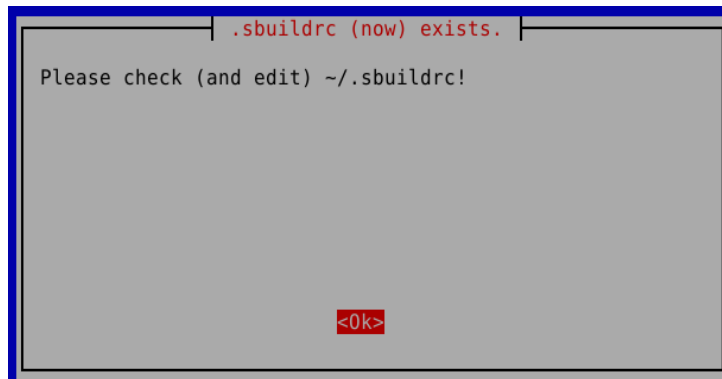 .sbuildrc (now) exists.
Please check (and edit) ~/.sbuildrc!
<Ok>